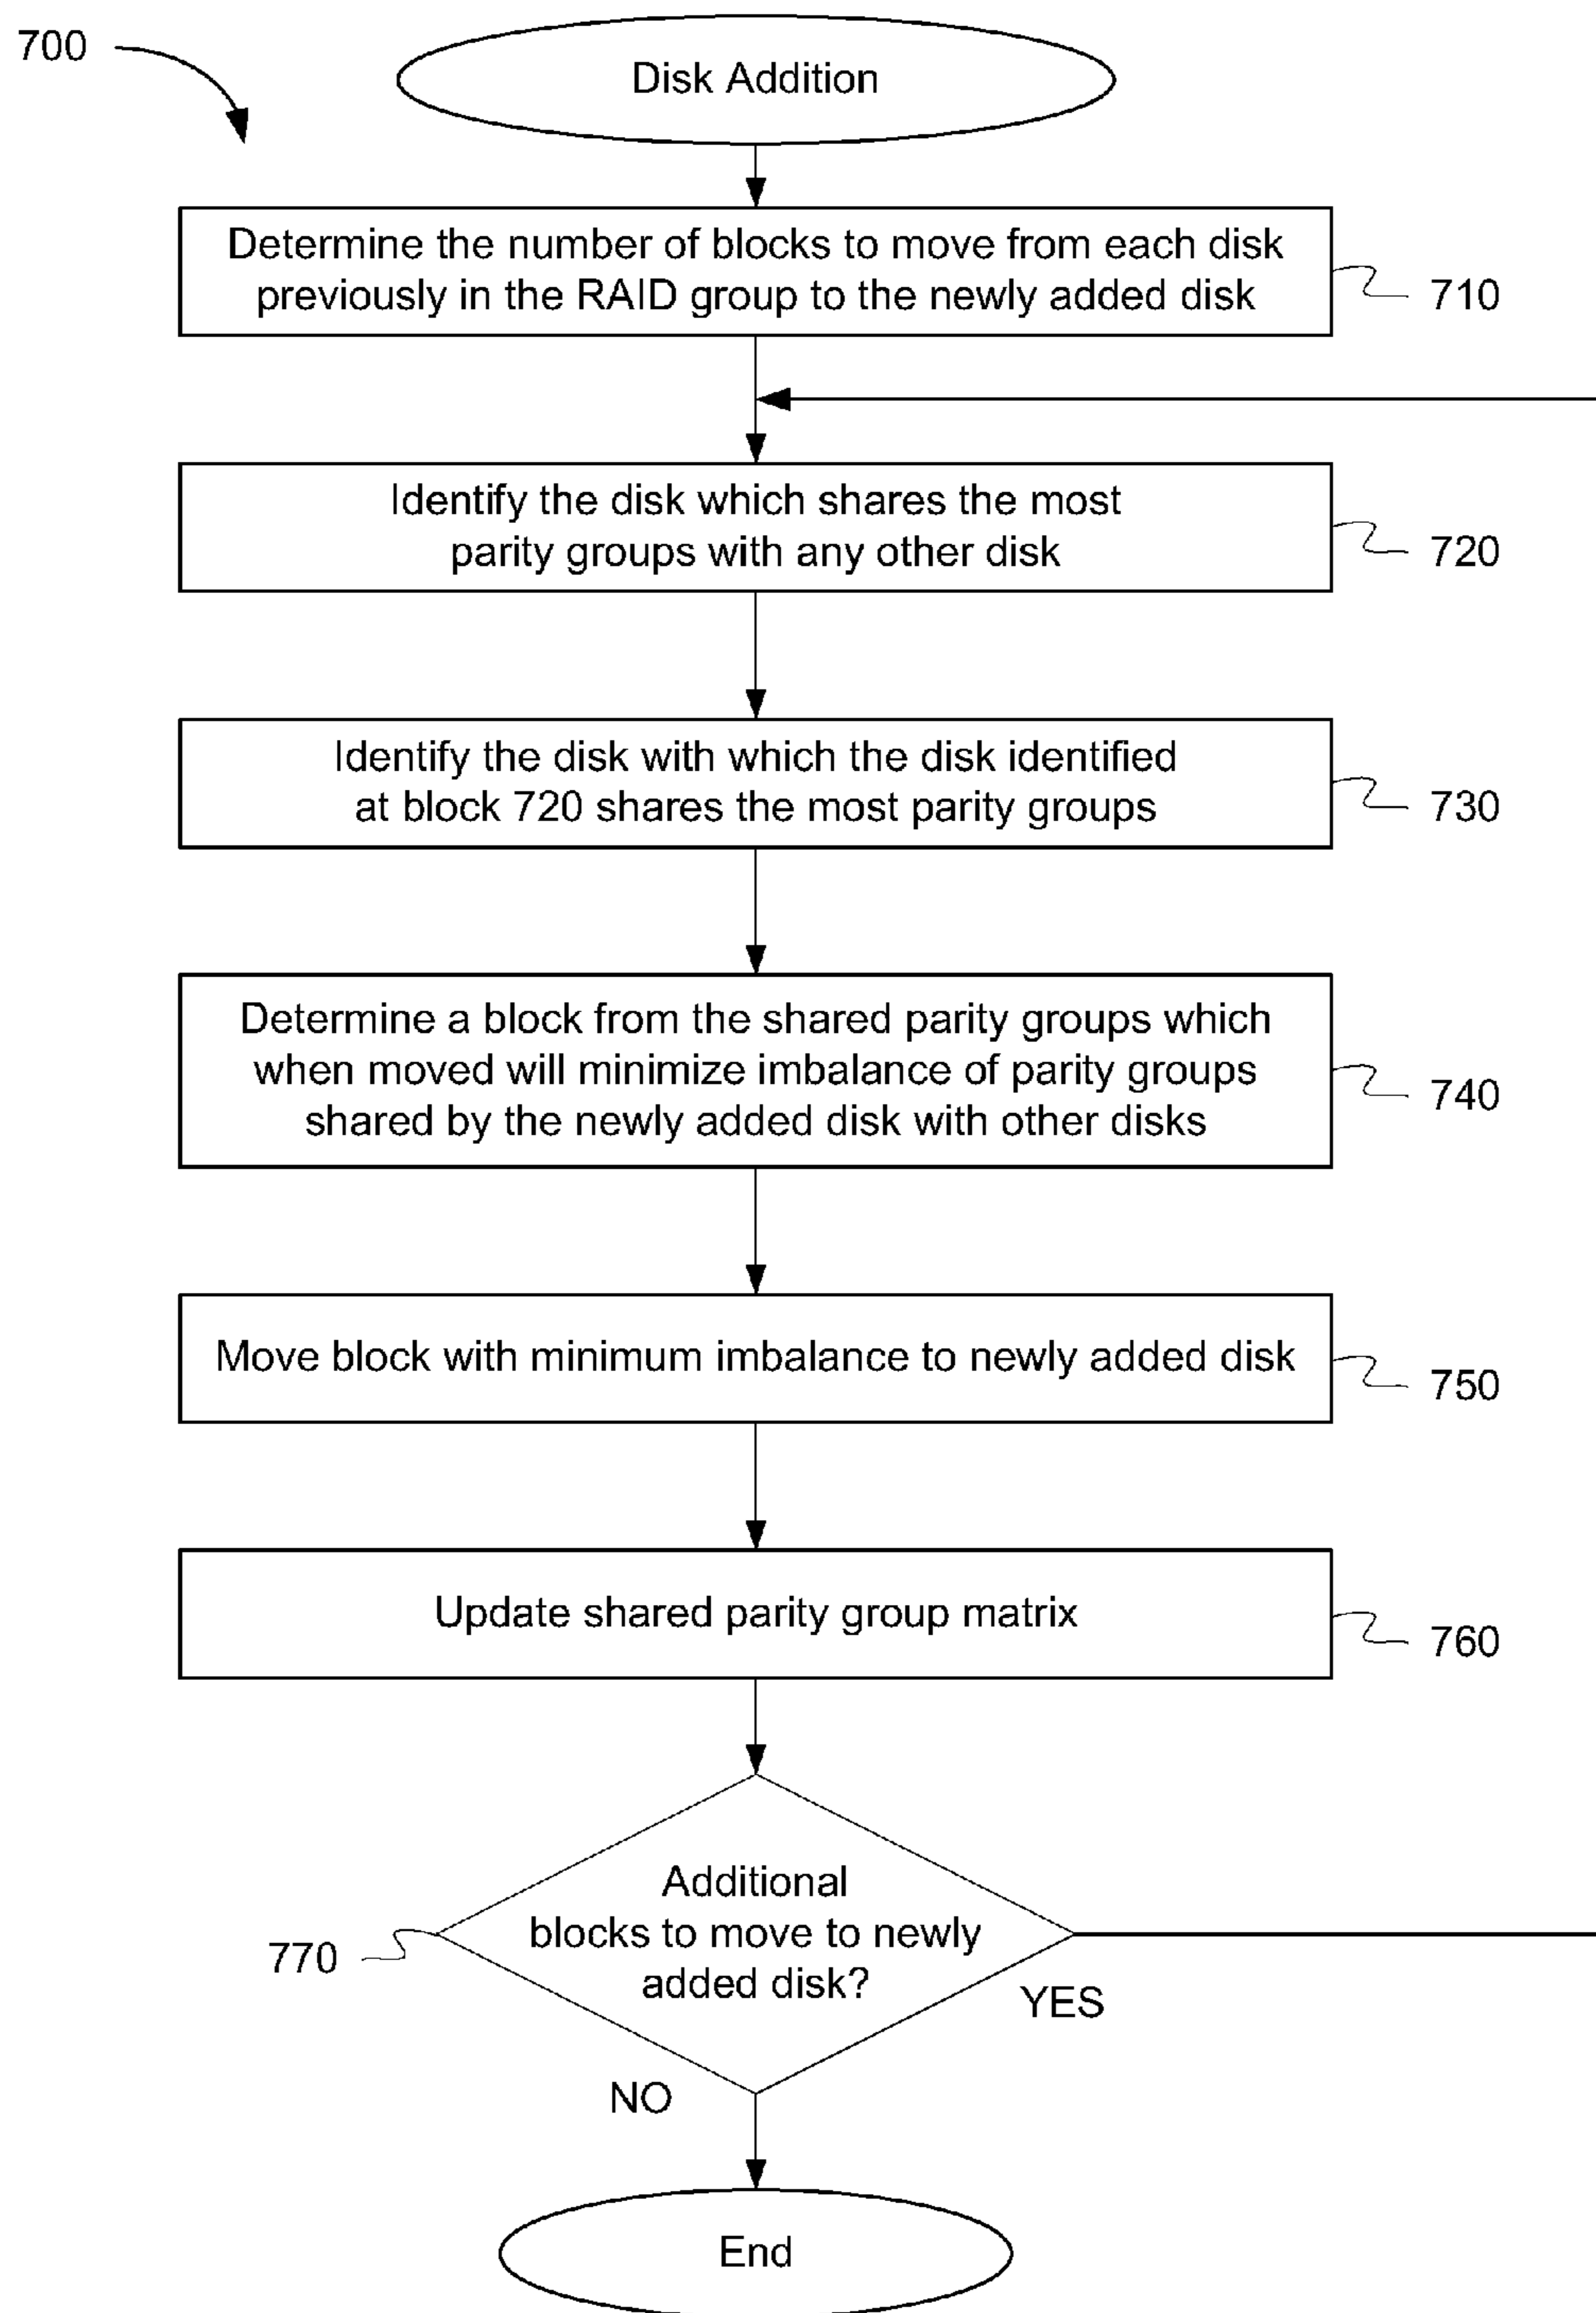 700
Disk Addition
Determine the number of blocks to move from each disk
previously in the RAID group to the newly added disk
710
Identify the disk which shares the most
parity groups with any other disk
720
Identify the disk with which the disk identified
at block 720 shares the most parity groups
730
Determine a block from the shared parity groups which
when moved will minimize imbalance of parity groups
shared by the newly added disk with other disks
740
Move block with minimum imbalance to newly added disk
750
Update shared parity group matrix
760
Additional
blocks to move to newly
added disk?
770
YES
NO
End